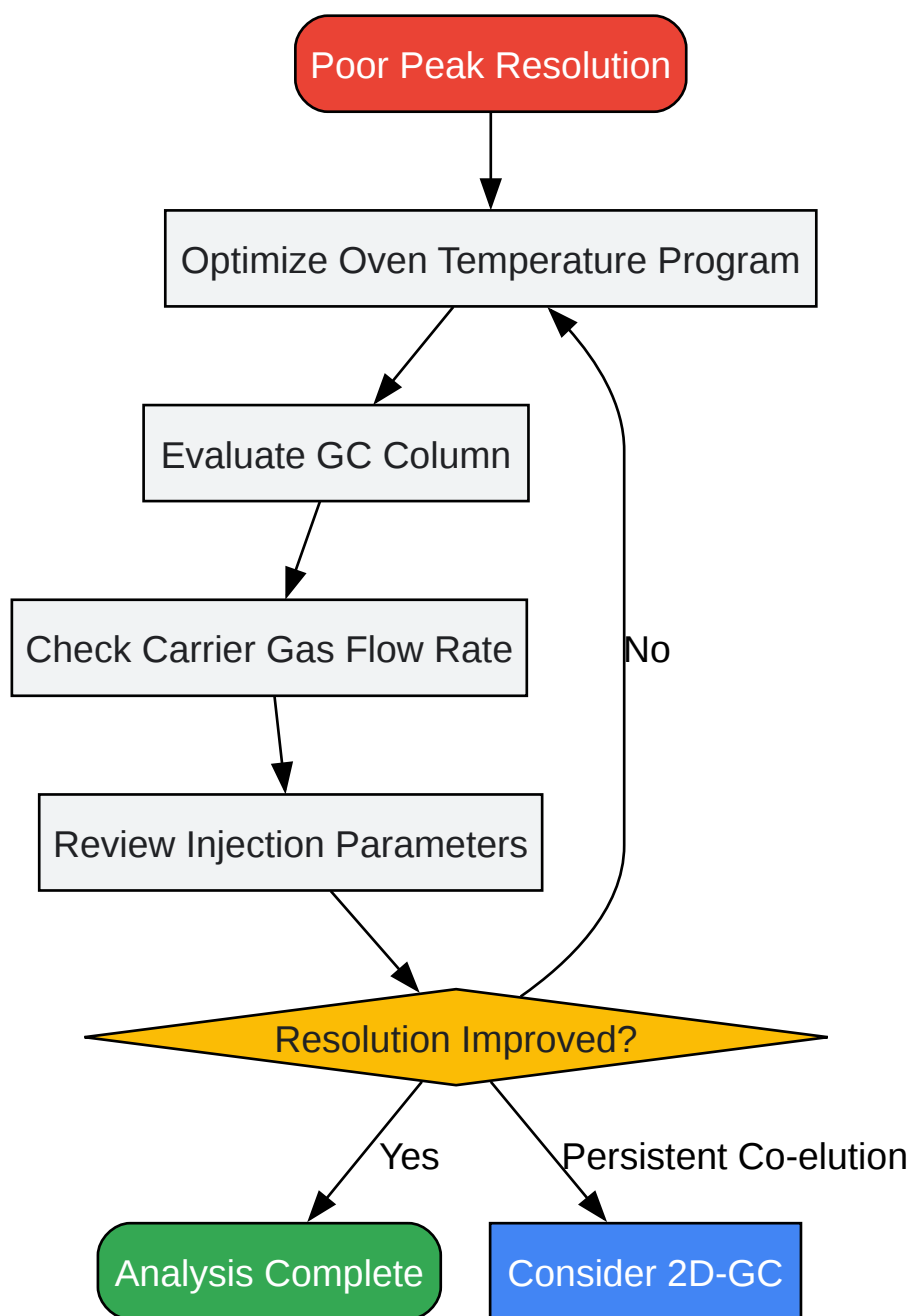 Poor Peak Resolution
Optimize Oven Temperature Program
Evaluate GC Column
Check Carrier Gas Flow Rate
No
Review Injection Parameters
Resolution Improved?
Yes
Persistent Co-elution
Analysis Complete
Consider 2D-GC